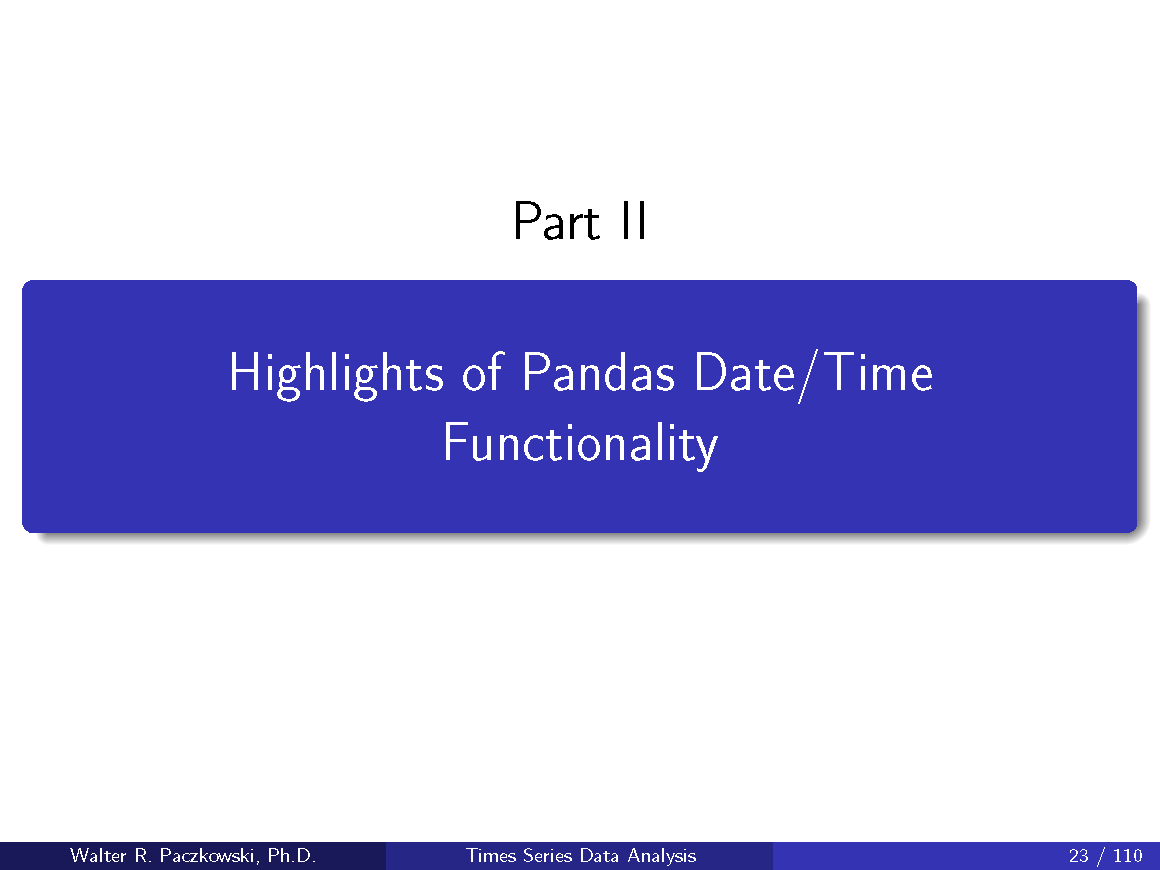 Part II
Highlights of Pandas Date/Time
Functionality
Walter R. Paczkowski, Ph.D.
Times Series Data Analysis
23 / 110